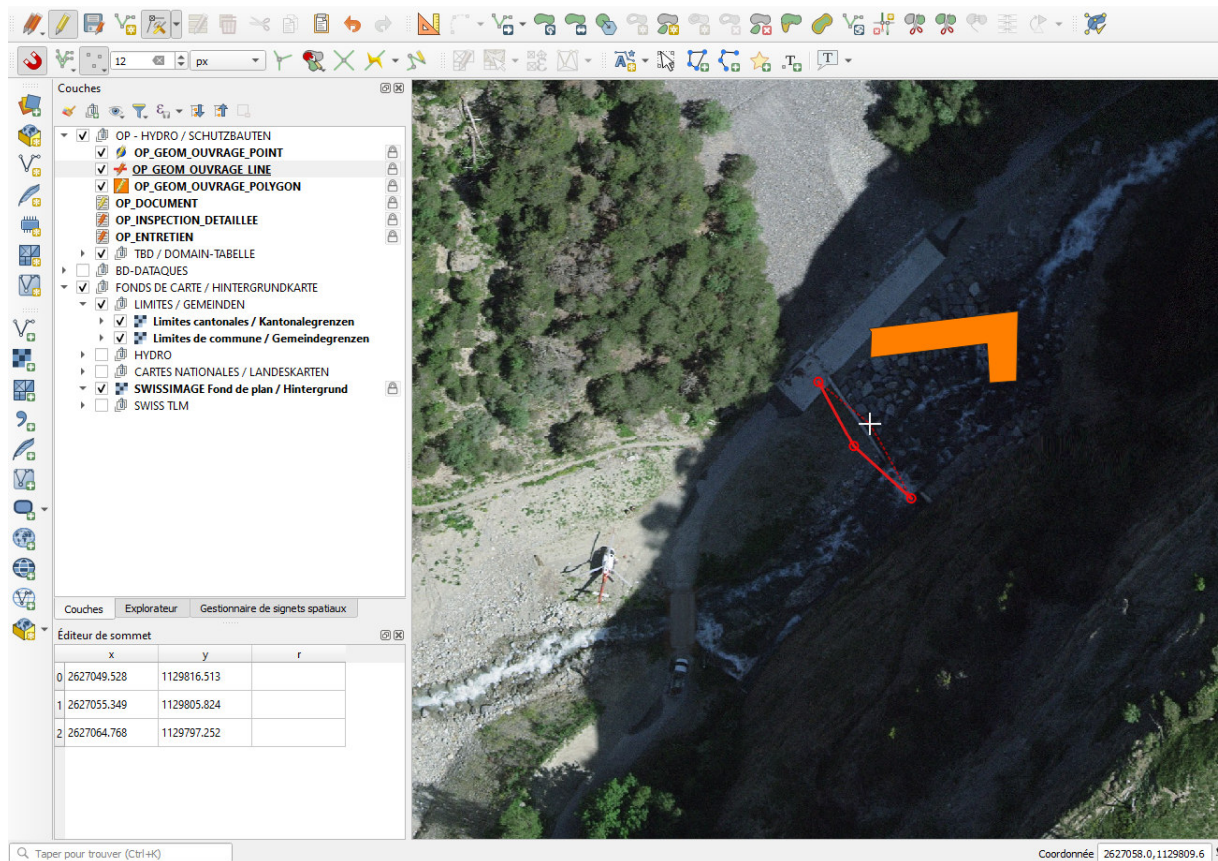 12
px
Couches
OP - HYDRO / SCHUTZBAUTEN
OP_GEOM_OUVRAGE_POINT
OP_GEOM_OUVRAGE_LINE
OP_GEOM_OUVRAGE_POLYGON
OP_DOCUMENT
OP_INSPECTION_DETAILLEE
OP_ENTRETIEN
TBD / DOMAIN-TABELLE
BD-DATAQUES
FONDS DE CARTE / HINTERGRUNDKARTE
LIMITES / GEMEINDEN
Limites cantonales / Kantonalegrenzen
Limites de commune / Gemeindegrenzen
HYDRO
CARTES NATIONALES / LANDESKARTEN
SWISSIMAGE Fond de plan / Hintergrund
SWISS TLM
Couches Explorateur Gestionnaire de signets spatiaux
Éditeur de sommet
x y r
0 2627049.528 1129816.513
1 2627055.349 1129805.824
2 2627064.768 1129797.252
Taper pour trouver (Ctrl+K)
Coordonnée 2627058.0,1129809.6